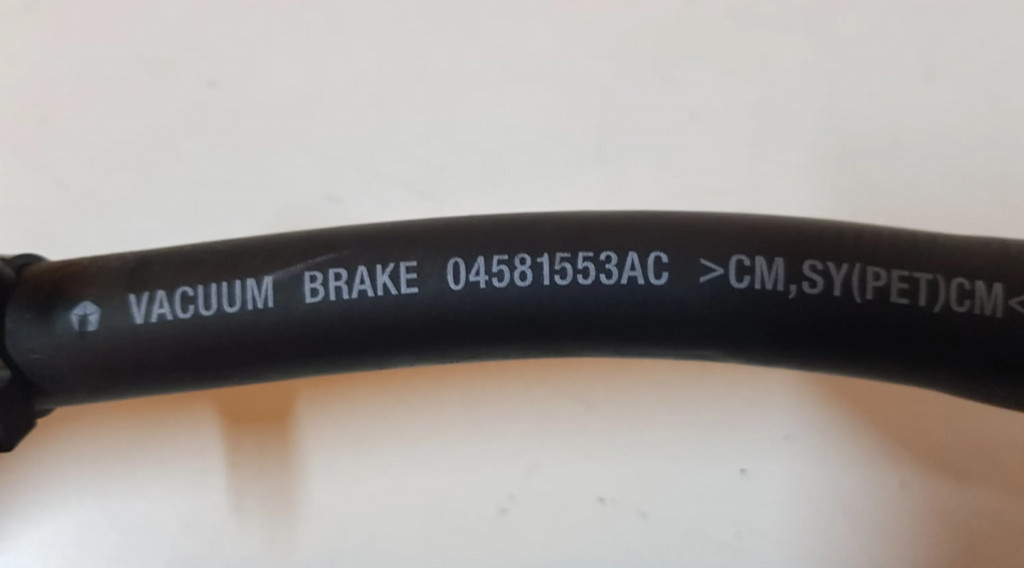 VACUUM BRAKE 04581553AC >CM,SY(PET)CM<